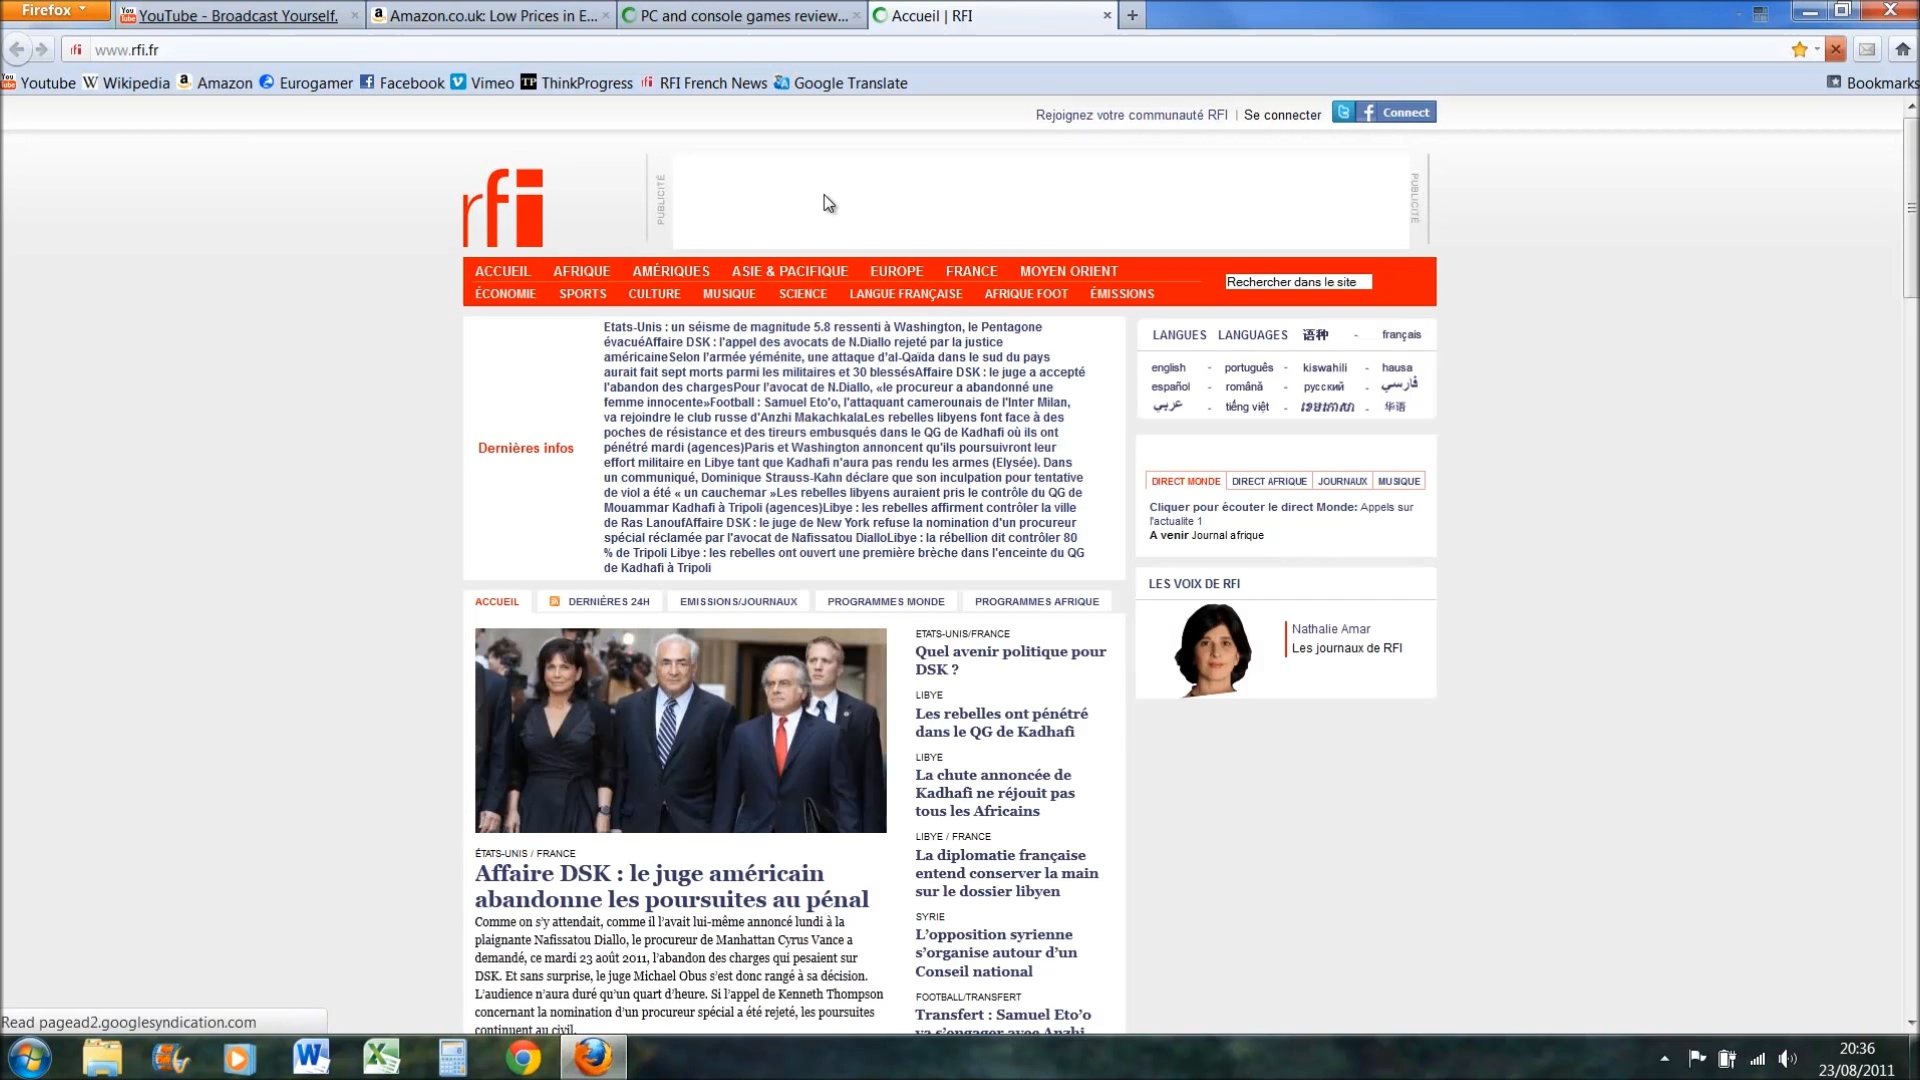 Firefox
YouTube - Broadcast Yourself.
Amazon.co.uk: Low Prices in E...
PC and console games review...
Accueil | RFI
www.rfi.fr
Youtube
Wikipedia
Amazon
Eurogamer
Facebook
Vimeo
ThinkProgress
RFI French News
Google Translate
Bookmarks
Rejoignez votre communauté RFI | Se connecter
Connect
rfi
PUBLICITÉ
PUBLICITÉ
ACCUEIL AFRIQUE AMÉRIQUES ASIE & PACIFIQUE EUROPE FRANCE MOYEN ORIENT
ÉCONOMIE SPORTS CULTURE MUSIQUE SCIENCE LANGUE FRANÇAISE AFRIQUE FOOT ÉMISSIONS
Rechercher dans le site
Dernières infos
Etats-Unis : un séisme de magnitude 5.8 ressenti à Washington, le Pentagone
évacuéAffaire DSK : l'appel des avocats de N.Diallo rejeté par la justice
américaineSelon l'armée yéménite, une attaque d'al-Qaïda dans le sud du pays
aurait fait sept morts parmi les militaires et 30 blessésAffaire DSK : le juge a accepté
l'abandon des chargesPour l'avocat de N.Diallo, «le procureur a abandonné une
femme innocente»Football : Samuel Eto'o, l'attaquant camerounais de l'Inter Milan,
va rejoindre le club russe d'Anzhi MakachkalaLes rebelles libyens font face à des
poches de résistance et des tireurs embusqués dans le QG de Kadhafi où ils ont
pénétré mardi (agences)Paris et Washington annoncent qu'ils poursuivront leur
effort militaire en Libye tant que Kadhafi n'aura pas rendu les armes (Elysée). Dans
un communiqué, Dominique Strauss-Kahn déclare que son inculpation pour tentative
de viol a été « un cauchemar »Les rebelles libyens auraient pris le contrôle du QG de
Mouammar Kadhafi à Tripoli (agences)Libye : les rebelles affirment contrôler la ville
de Ras LanoufAffaire DSK : le juge de New York refuse la nomination d'un procureur
spécial réclamée par l'avocat de Nafissatou DialloLibye : la rébellion dit contrôler 80
% de Tripoli Libye : les rebelles ont ouvert une première brèche dans l'enceinte du QG
de Kadhafi à Tripoli
LANGUES LANGUAGES 语种 - français
english - português - kiswahili - hausa
español - română - русский - فارسي
عربي - tiếng việt - ខេមរភាសា - 华语
DIRECT MONDE DIRECT AFRIQUE JOURNAUX MUSIQUE
Cliquer pour écouter le direct Monde: Appels sur
l'actualite 1
A venir Journal afrique
LES VOIX DE RFI
Nathalie Amar
Les journaux de RFI
ACCUEIL DERNIÈRES 24H EMISSIONS/JOURNAUX PROGRAMMES MONDE PROGRAMMES AFRIQUE
ÉTATS-UNIS / FRANCE
Affaire DSK : le juge américain
abandonne les poursuites au pénal
Comme on s'y attendait, comme il l'avait lui-même annoncé lundi à la
plaignante Nafissatou Diallo, le procureur de Manhattan Cyrus Vance a
demandé, ce mardi 23 août 2011, l'abandon des charges qui pesaient sur
DSK. Et sans surprise, le juge Michael Obus s'est donc rangé à sa décision.
L'audience n'aura duré qu'un quart d'heure. Si l'appel de Kenneth Thompson
concernant la nomination d'un procureur spécial a été rejeté, les poursuites
continuent au civil.
ETATS-UNIS/FRANCE
Quel avenir politique pour
DSK ?
LIBYE
Les rebelles ont pénétré
dans le QG de Kadhafi
LIBYE
La chute annoncée de
Kadhafi ne réjouit pas
tous les Africains
LIBYE / FRANCE
La diplomatie française
entend conserver la main
sur le dossier libyen
SYRIE
L'opposition syrienne
s'organise autour d'un
Conseil national
FOOTBALL/TRANSFERT
Transfert : Samuel Eto'o
va s'engager avec Anzhi
Read pagead2.googlesyndication.com
20:36
23/08/2011